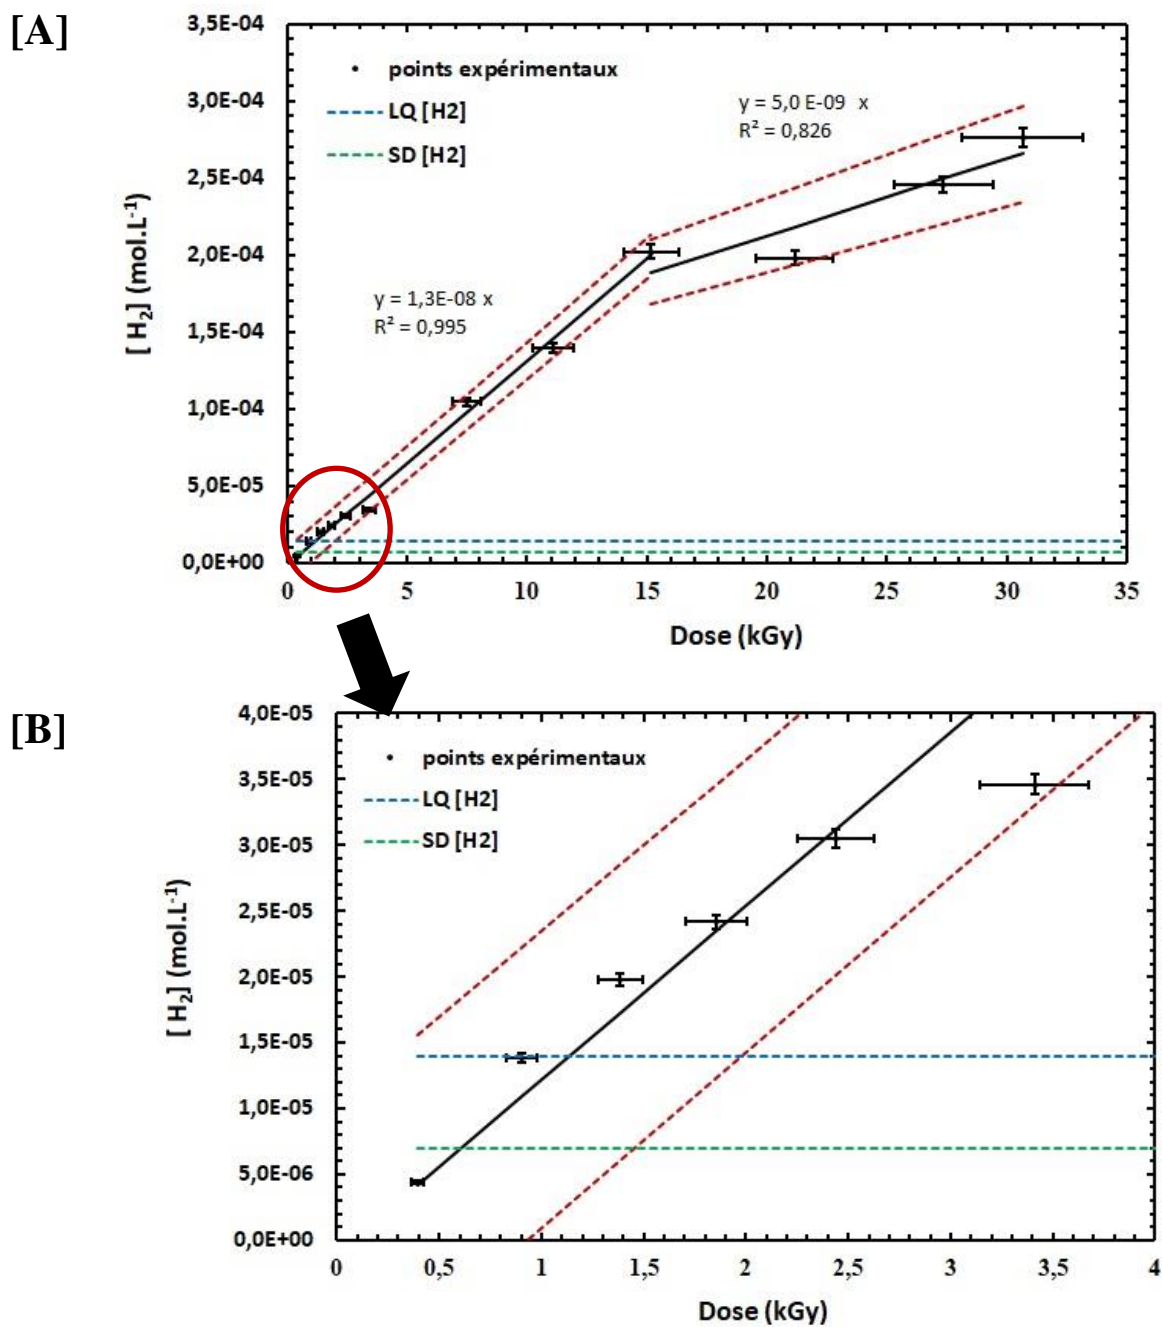 [A]
3,5E-04
3,0E-04
2,5E-04
2,0E-04
1,5E-04
1,0E-04
5,0E-05
0,0E+00
[ H₂] (mol.L⁻¹)
points expérimentaux
LQ [H2]
SD [H2]
y = 5,0 E-09 x
R² = 0,826
y = 1,3E-08 x
R² = 0,995
0 5 10 15 20 25 30 35
Dose (kGy)
[B]
4,0E-05
3,5E-05
3,0E-05
2,5E-05
2,0E-05
1,5E-05
1,0E-05
5,0E-06
0,0E+00
[ H₂] (mol.L⁻¹)
points expérimentaux
LQ [H2]
SD [H2]
0 0,5 1 1,5 2 2,5 3 3,5 4
Dose (kGy)